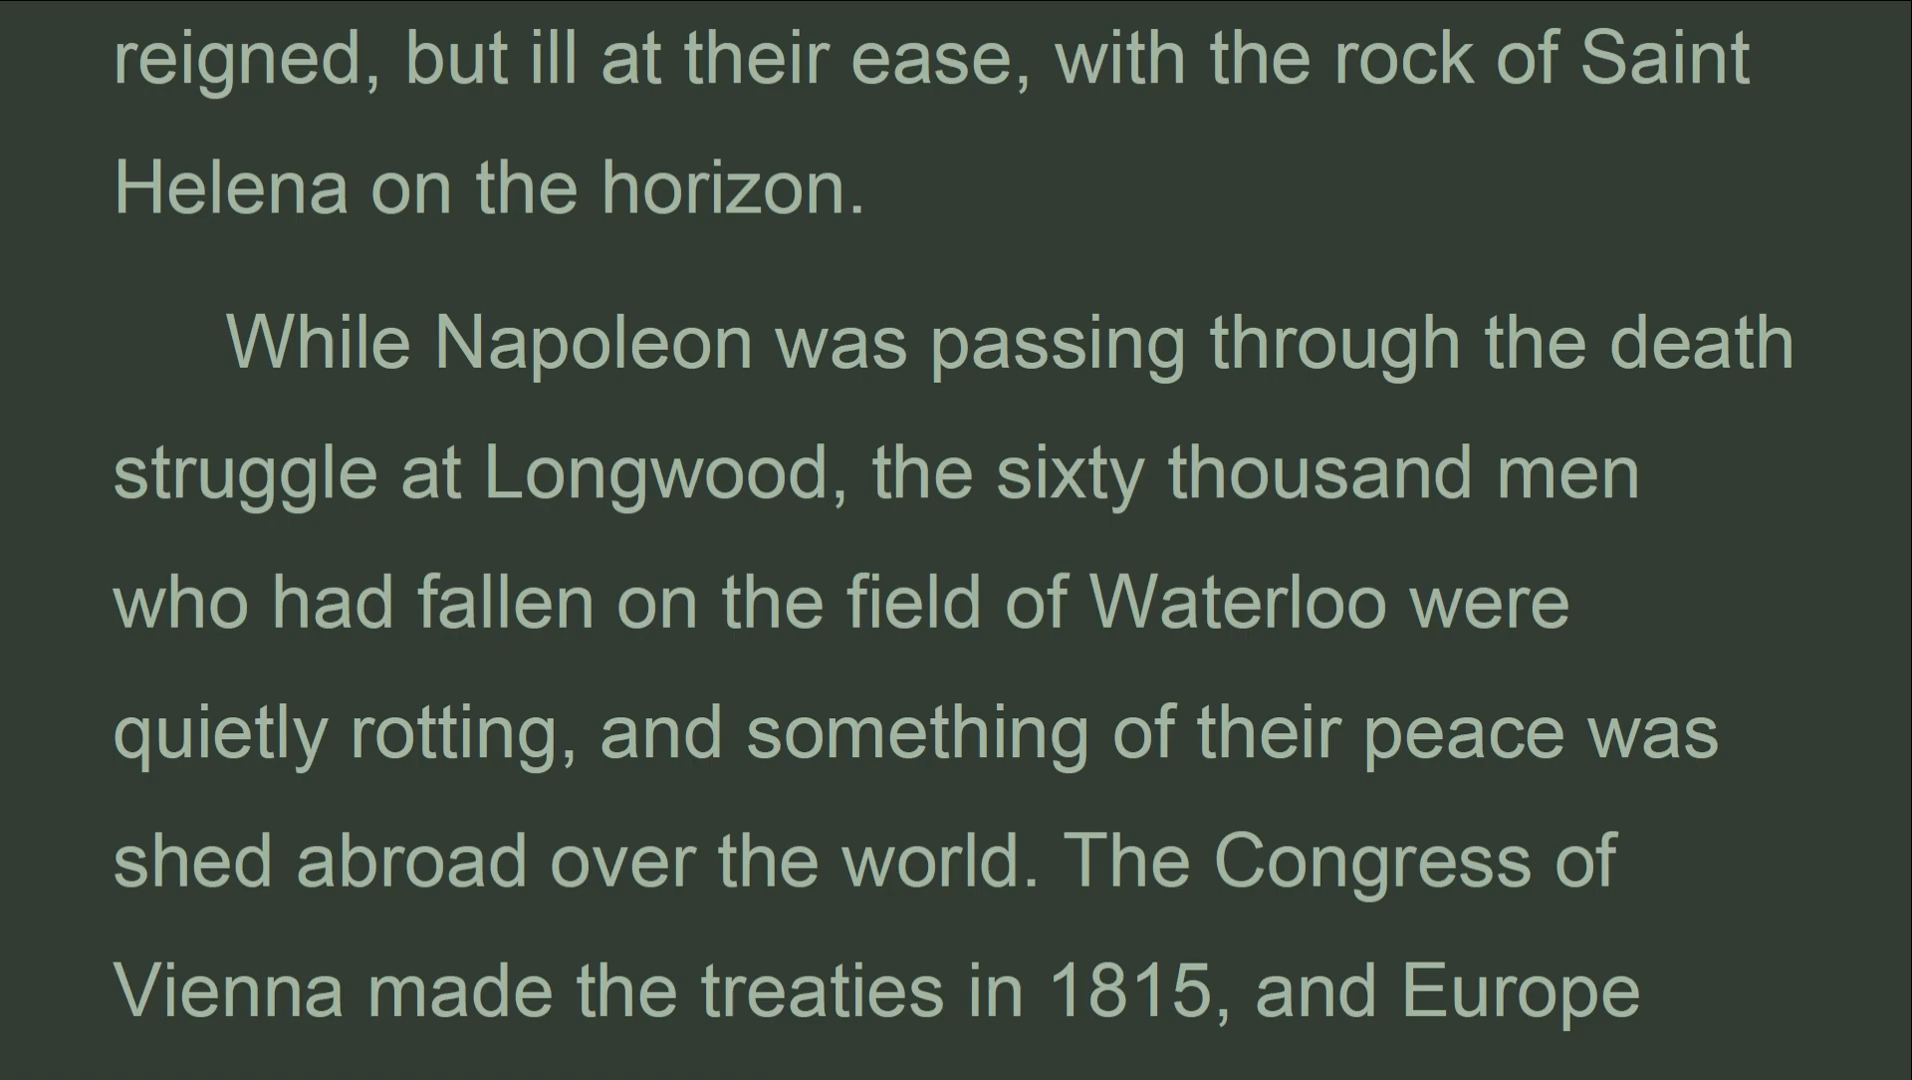 reigned, but ill at their ease, with the rock of Saint
Helena on the horizon.
While Napoleon was passing through the death
struggle at Longwood, the sixty thousand men
who had fallen on the field of Waterloo were
quietly rotting, and something of their peace was
shed abroad over the world. The Congress of
Vienna made the treaties in 1815, and Europe